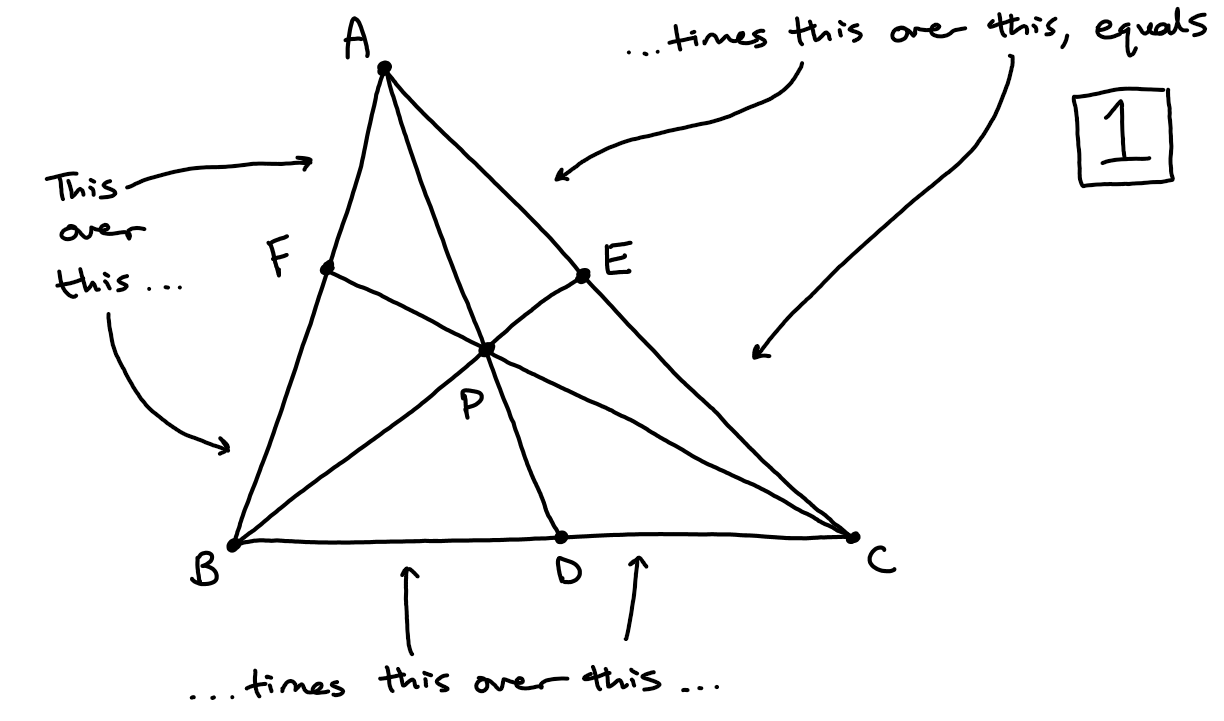 A
...times this over this, equals
1
This
over
this...
F
E
P
B
D
C
...times this over this...